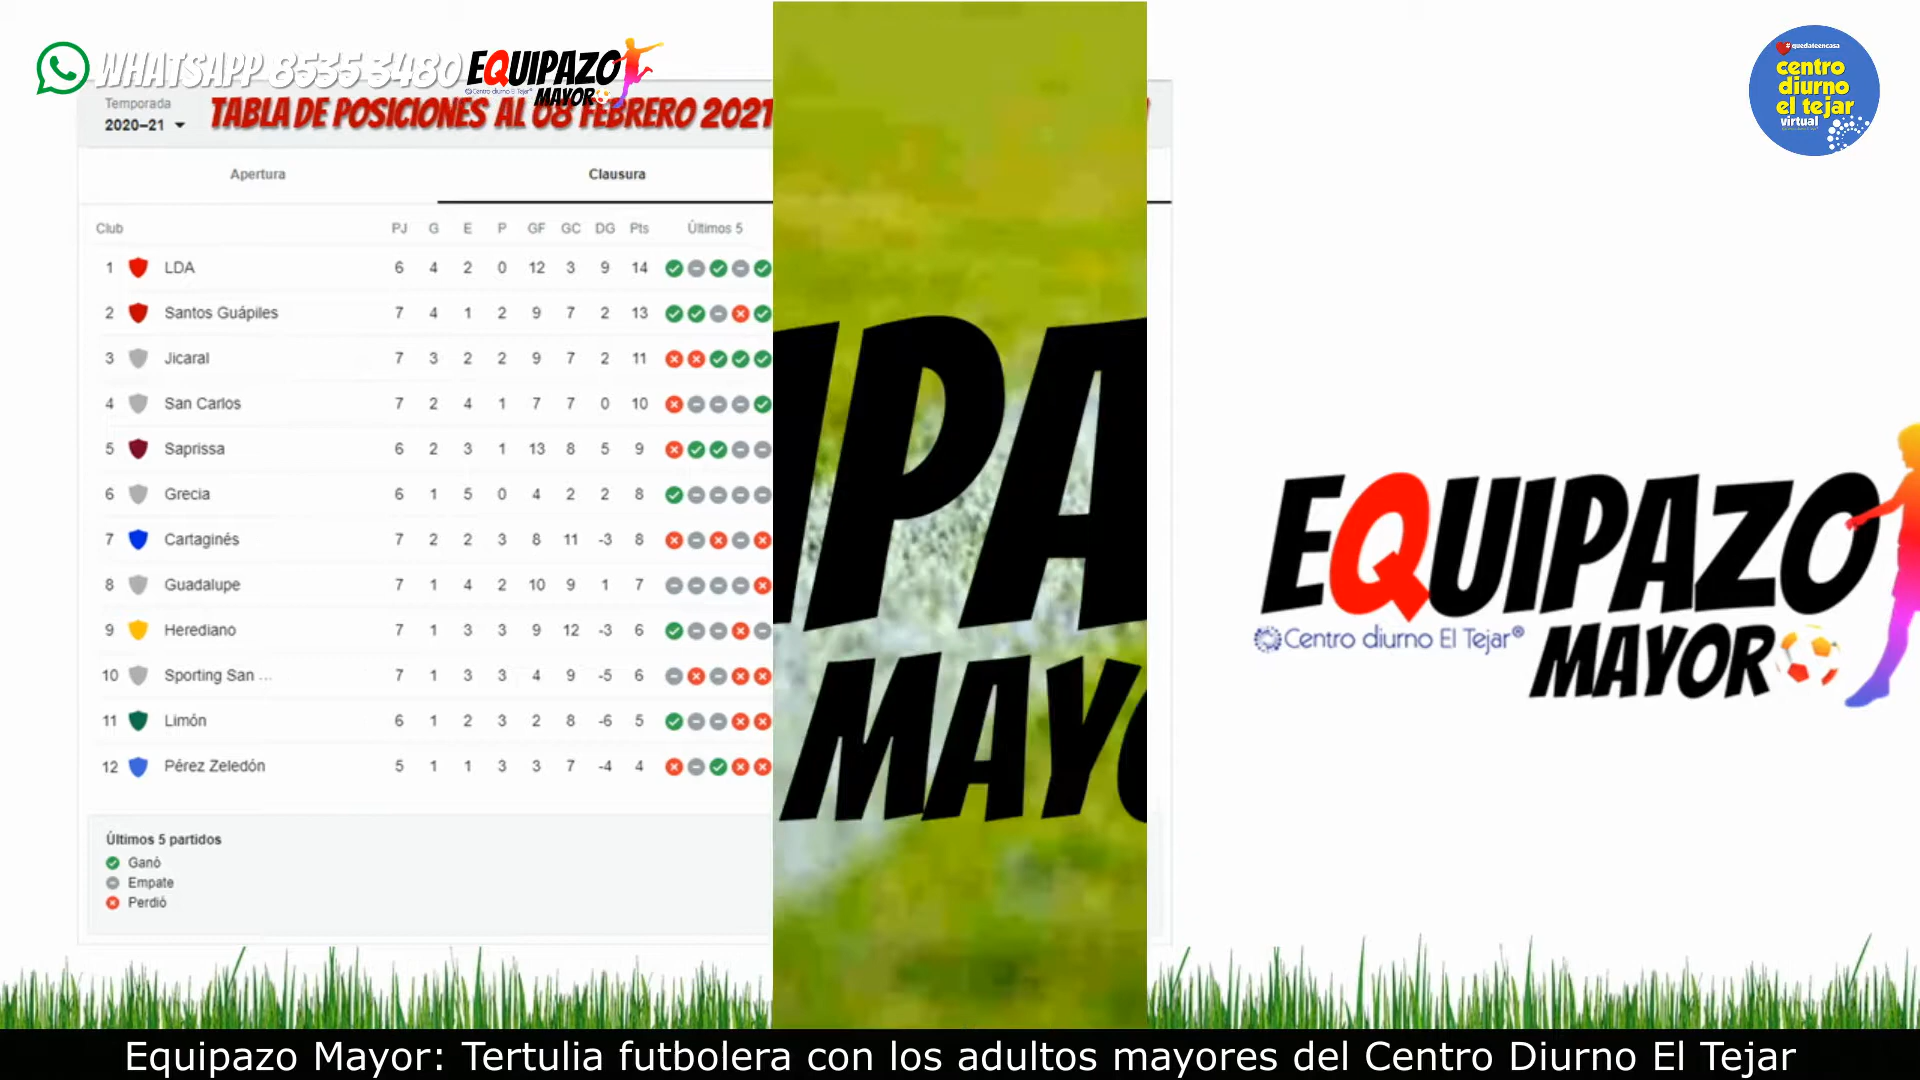 WHATSAPP 8535 3480
EQUIPAZO
Centro diurno El Tejar®
MAYOR
#quedateencasa
centro
diurno
el tejar
virtual
Temporada
2020–21
TABLA DE POSICIONES AL 08 FEBRERO 2021
Apertura Clausura
Club PJ G E P GF GC DG Pts Últimos 5
1 LDA 6 4 2 0 12 3 9 14
2 Santos Guápiles 7 4 1 2 9 7 2 13
3 Jicaral 7 3 2 2 9 7 2 11
4 San Carlos 7 2 4 1 7 7 0 10
5 Saprissa 6 2 3 1 13 8 5 9
6 Grecia 6 1 5 0 4 2 2 8
7 Cartaginés 7 2 2 3 8 11 -3 8
8 Guadalupe 7 1 4 2 10 9 1 7
9 Herediano 7 1 3 3 9 12 -3 6
10 Sporting San ... 7 1 3 3 4 9 -5 6
11 Limón 6 1 2 3 2 8 -6 5
12 Pérez Zeledón 5 1 1 3 3 7 -4 4
Últimos 5 partidos
Ganó
Empate
Perdió
IPA
MAYO
EQUIPAZO
Centro diurno El Tejar®
MAYOR
Equipazo Mayor: Tertulia futbolera con los adultos mayores del Centro Diurno El Tejar